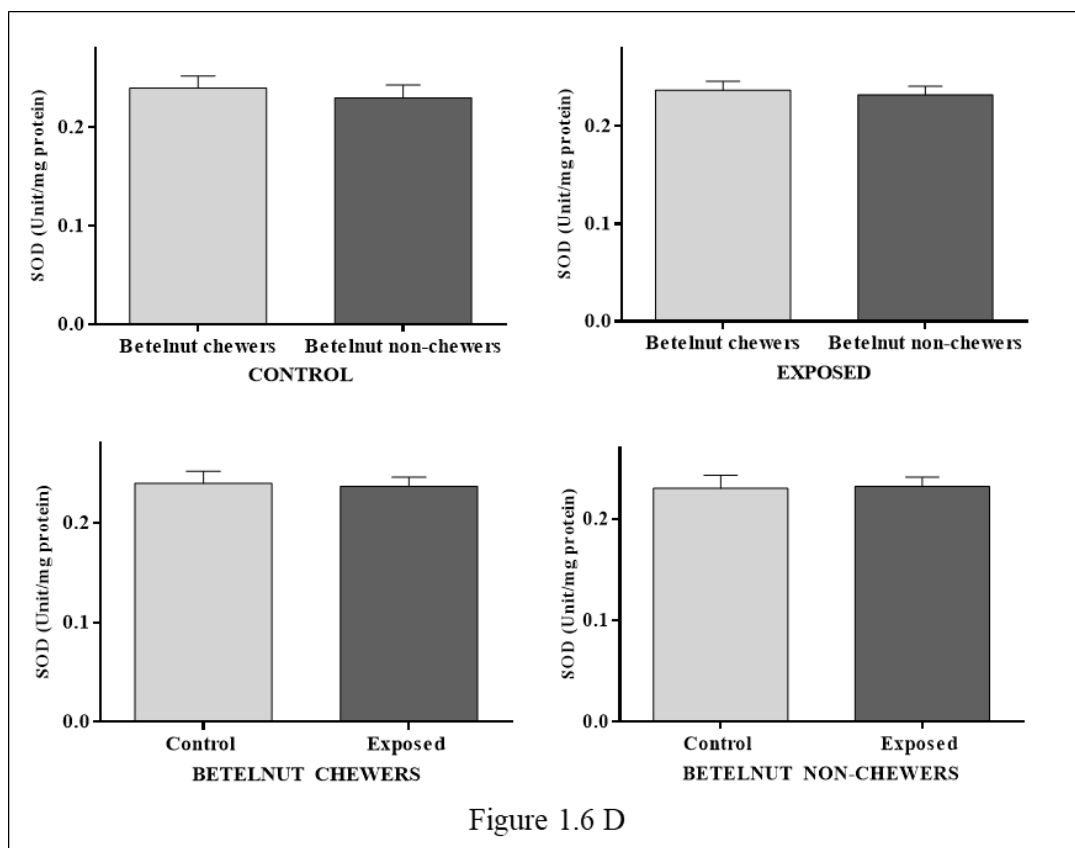 SOD (Unit/mg protein)
0.2
0.1
0.0
Betelnut chewers Betelnut non-chewers
CONTROL
SOD (Unit/mg protein)
0.2
0.1
0.0
Betelnut chewers Betelnut non-chewers
EXPOSED
SOD (Unit/mg protein)
0.2
0.1
0.0
Control Exposed
BETELNUT CHEWERS
SOD (Unit/mg protein)
0.2
0.1
0.0
Control Exposed
BETELNUT NON-CHEWERS
Figure 1.6 D